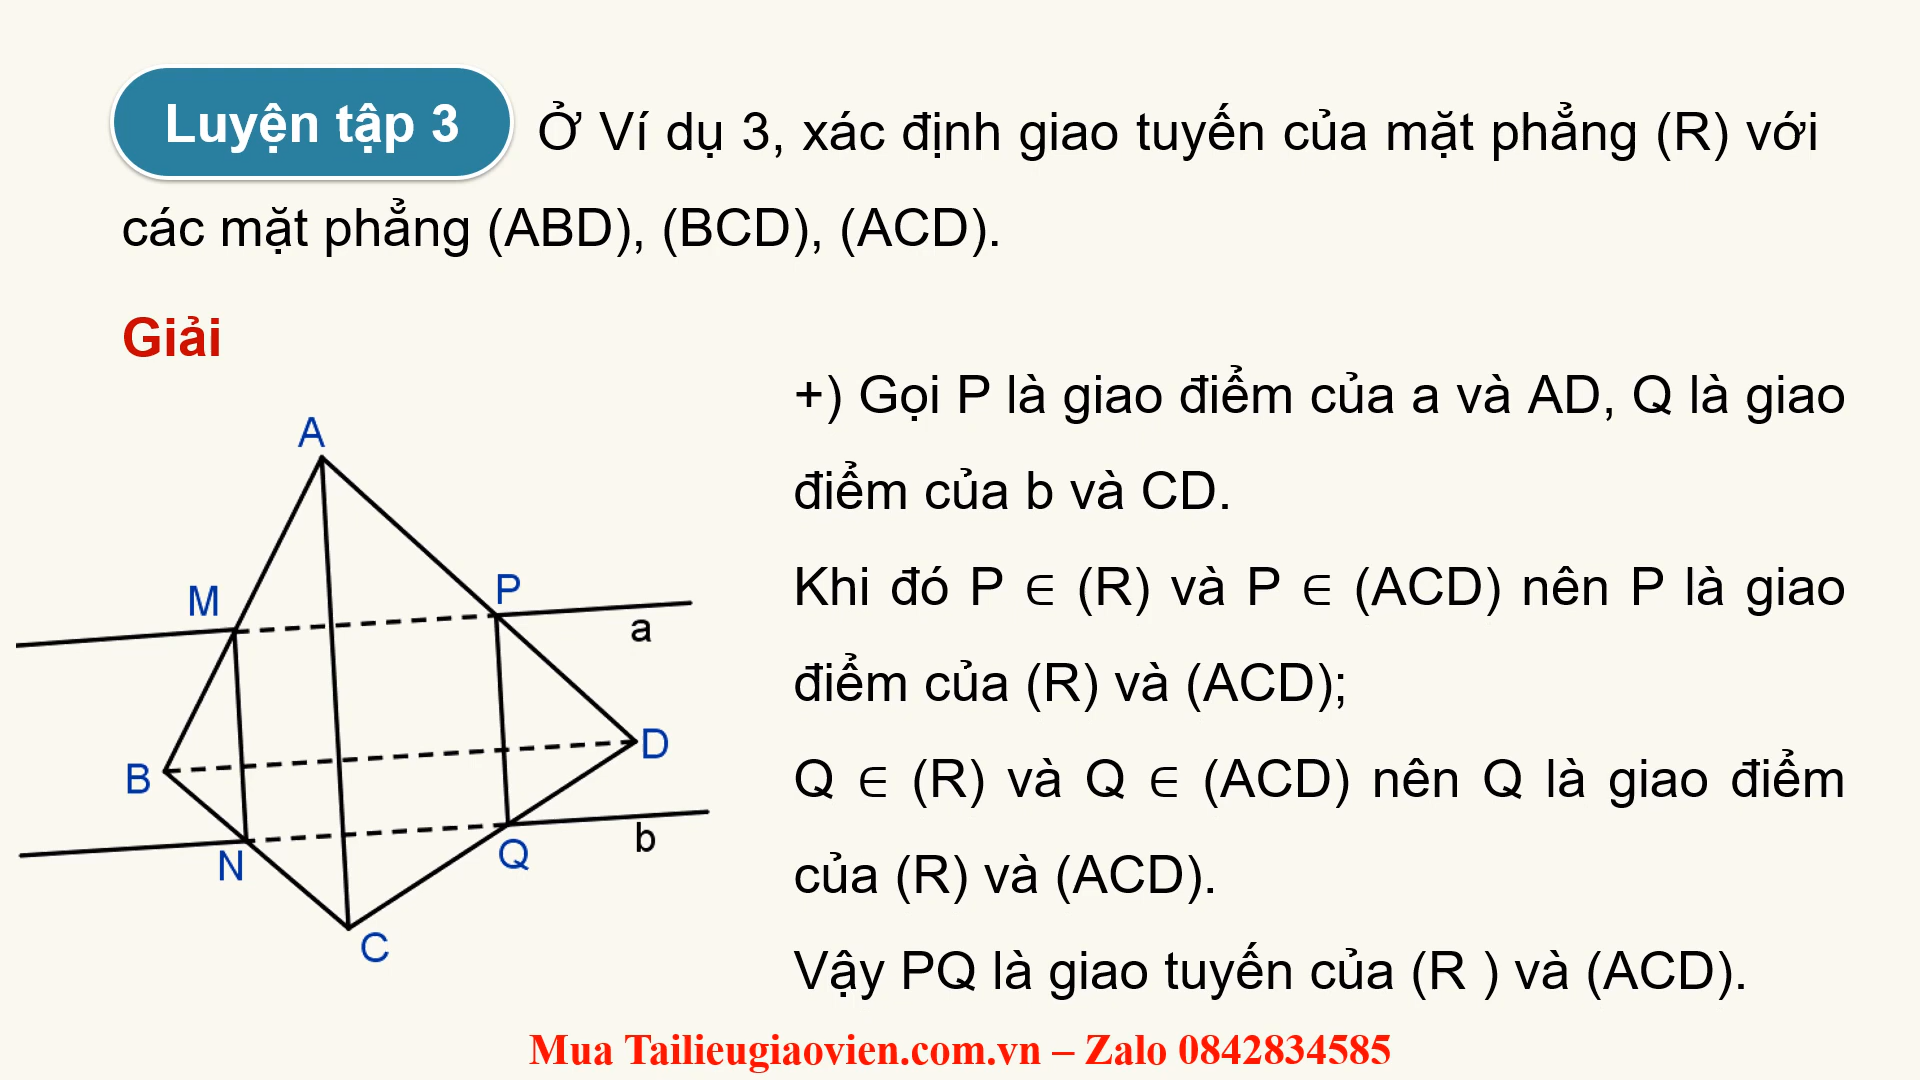 Luyện tập 3 Ở Ví dụ 3, xác định giao tuyến của mặt phẳng (R) với
các mặt phẳng (ABD), (BCD), (ACD).
Giải
+) Gọi P là giao điểm của a và AD, Q là giao
điểm của b và CD.
Khi đó P ∈ (R) và P ∈ (ACD) nên P là giao
điểm của (R) và (ACD);
Q ∈ (R) và Q ∈ (ACD) nên Q là giao điểm
của (R) và (ACD).
Vậy PQ là giao tuyến của (R ) và (ACD).
A
M
P
a
B
D
N
Q
b
C
Mua Tailieugiaovien.com.vn – Zalo 0842834585